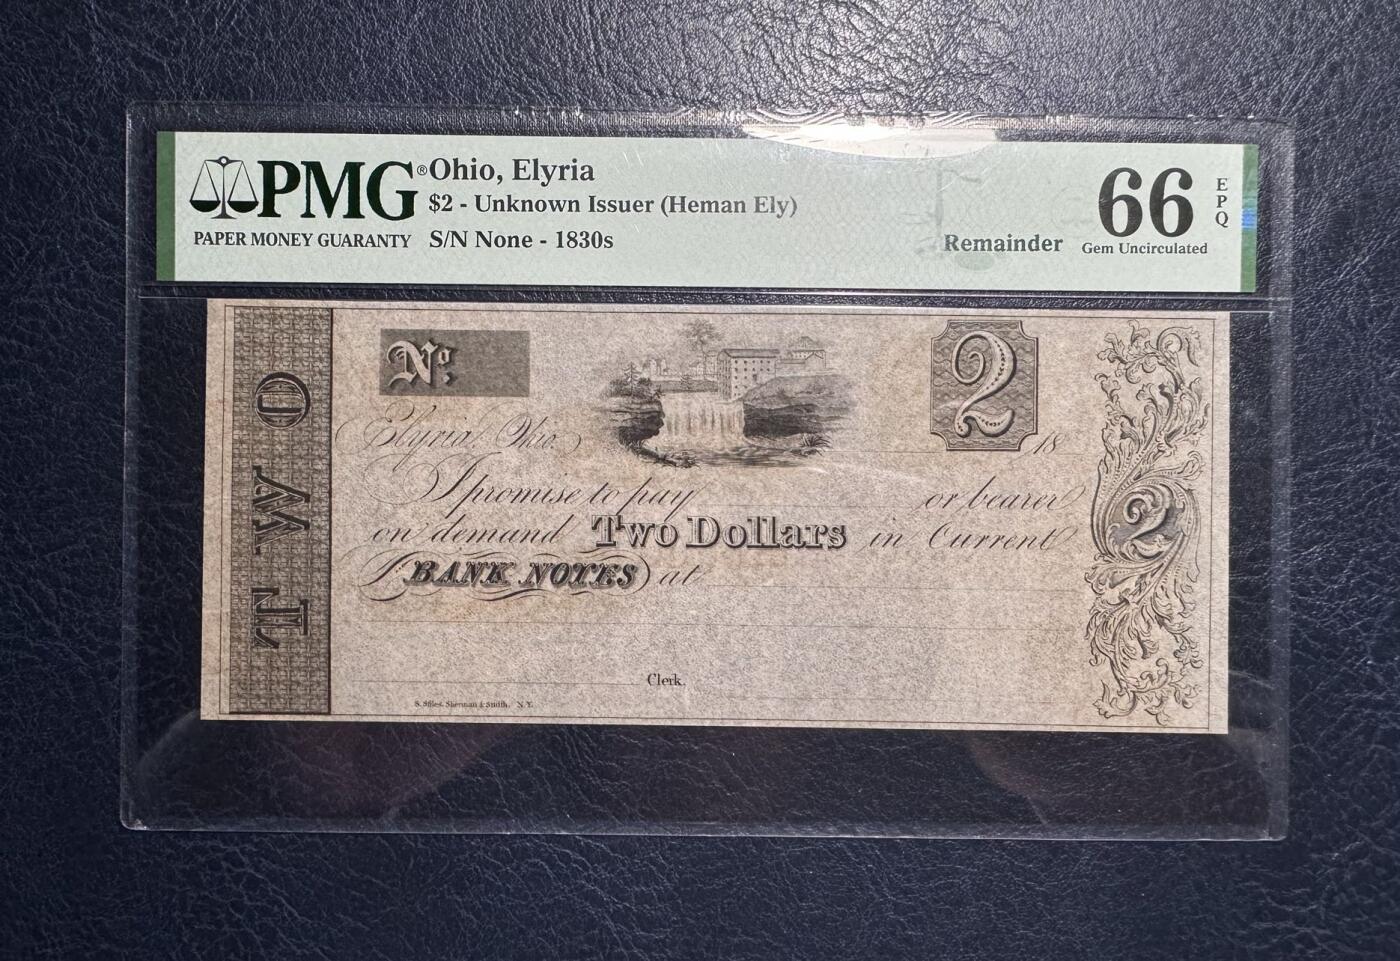 PMG® Ohio, Elyria
$2 - Unknown Issuer (Heman Ely)
PAPER MONEY GUARANTY S/N None - 1830s
Remainder
66 EPQ
Gem Uncirculated
TWO
No.
2
Elyria, Ohio. 18
I promise to pay or bearer
on demand Two Dollars in Current
BANK NOTES at
2
Clerk.
S. Stiles, Sherman & Smith. N.Y.